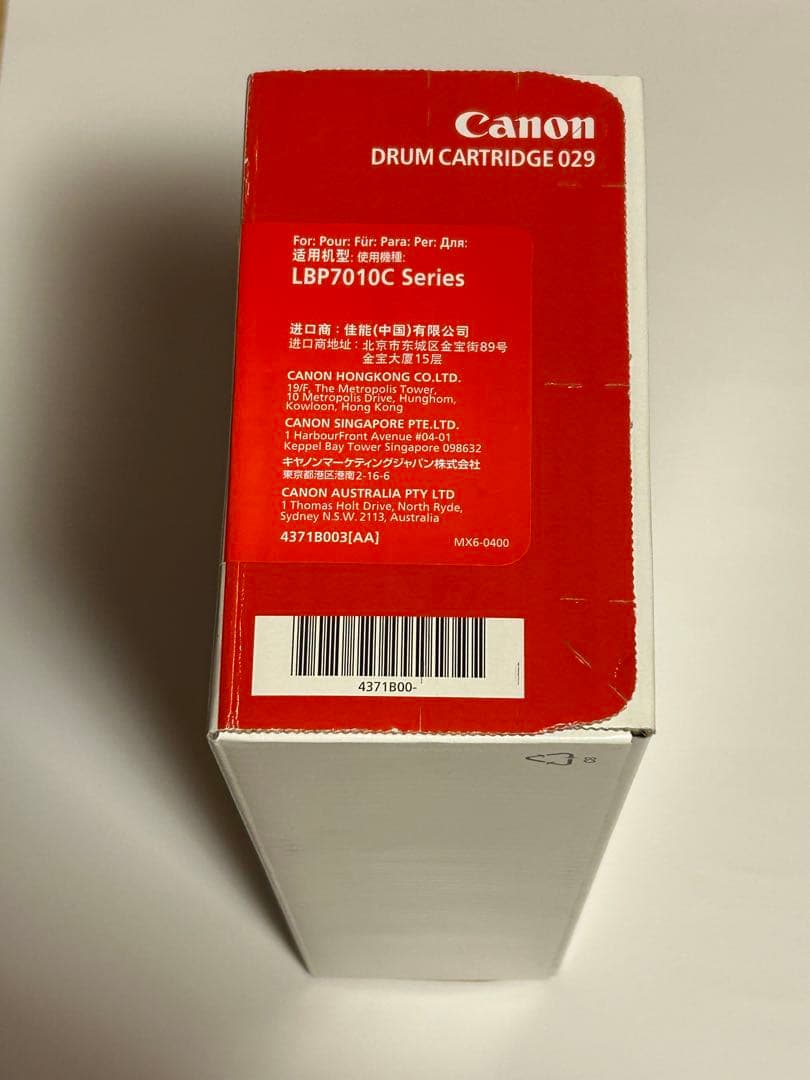 Canon
DRUM CARTRIDGE 029
For: Pour: Für: Para: Per: Для:
适用机型: 使用機種:
LBP7010C Series
进口商：佳能(中国)有限公司
进口商地址：北京市东城区金宝街89号
金宝大厦15层
CANON HONGKONG CO.LTD.
19/F, The Metropolis Tower,
10 Metropolis Drive, Hunghom,
Kowloon, Hong Kong
CANON SINGAPORE PTE.LTD.
1 HarbourFront Avenue #04-01
Keppel Bay Tower Singapore 098632
キヤノンマーケティングジャパン株式会社
東京都港区港南2-16-6
CANON AUSTRALIA PTY LTD
1 Thomas Holt Drive, North Ryde,
Sydney N.S.W. 2113, Australia
4371B003[AA]
MX6-0400
4371B00-